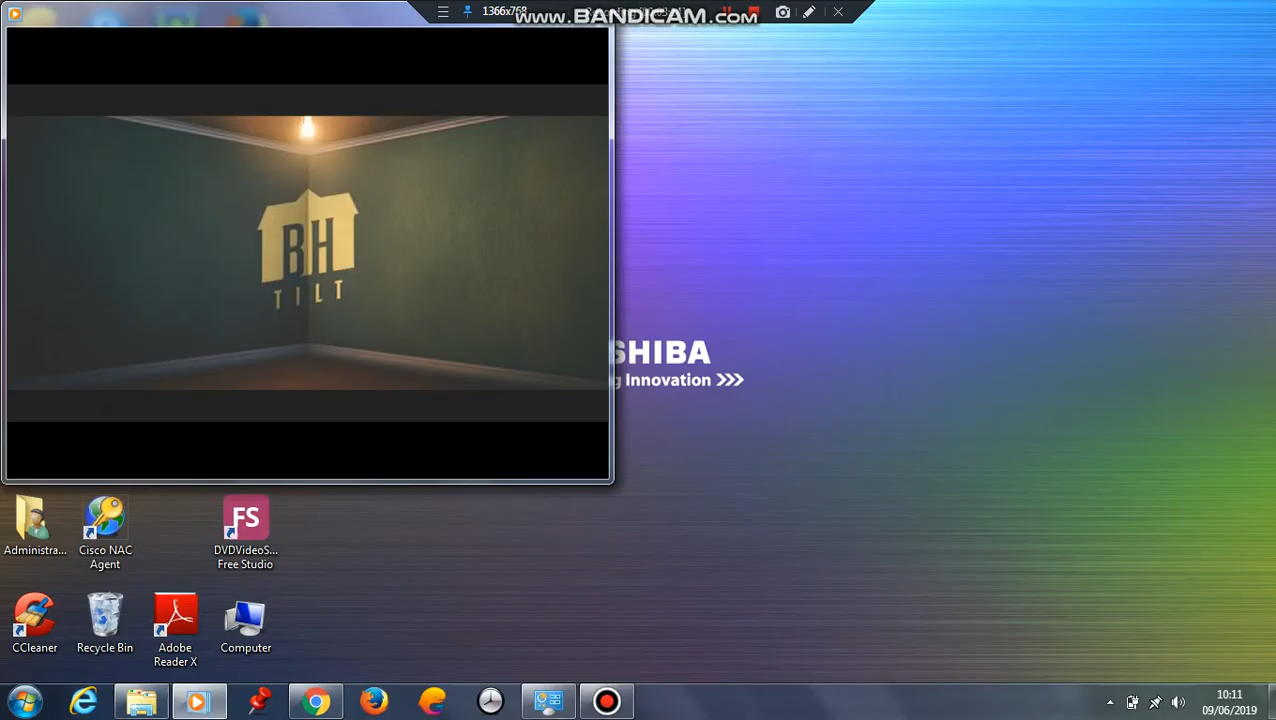 1366x768
www.BANDICAM.com
BH
TILT
SHIBA
g Innovation >>>
FS
Administra...
Cisco NAC
Agent
DVDVideoS...
Free Studio
CCleaner
Recycle Bin
Adobe
Reader X
Computer
10:11
09/06/2019